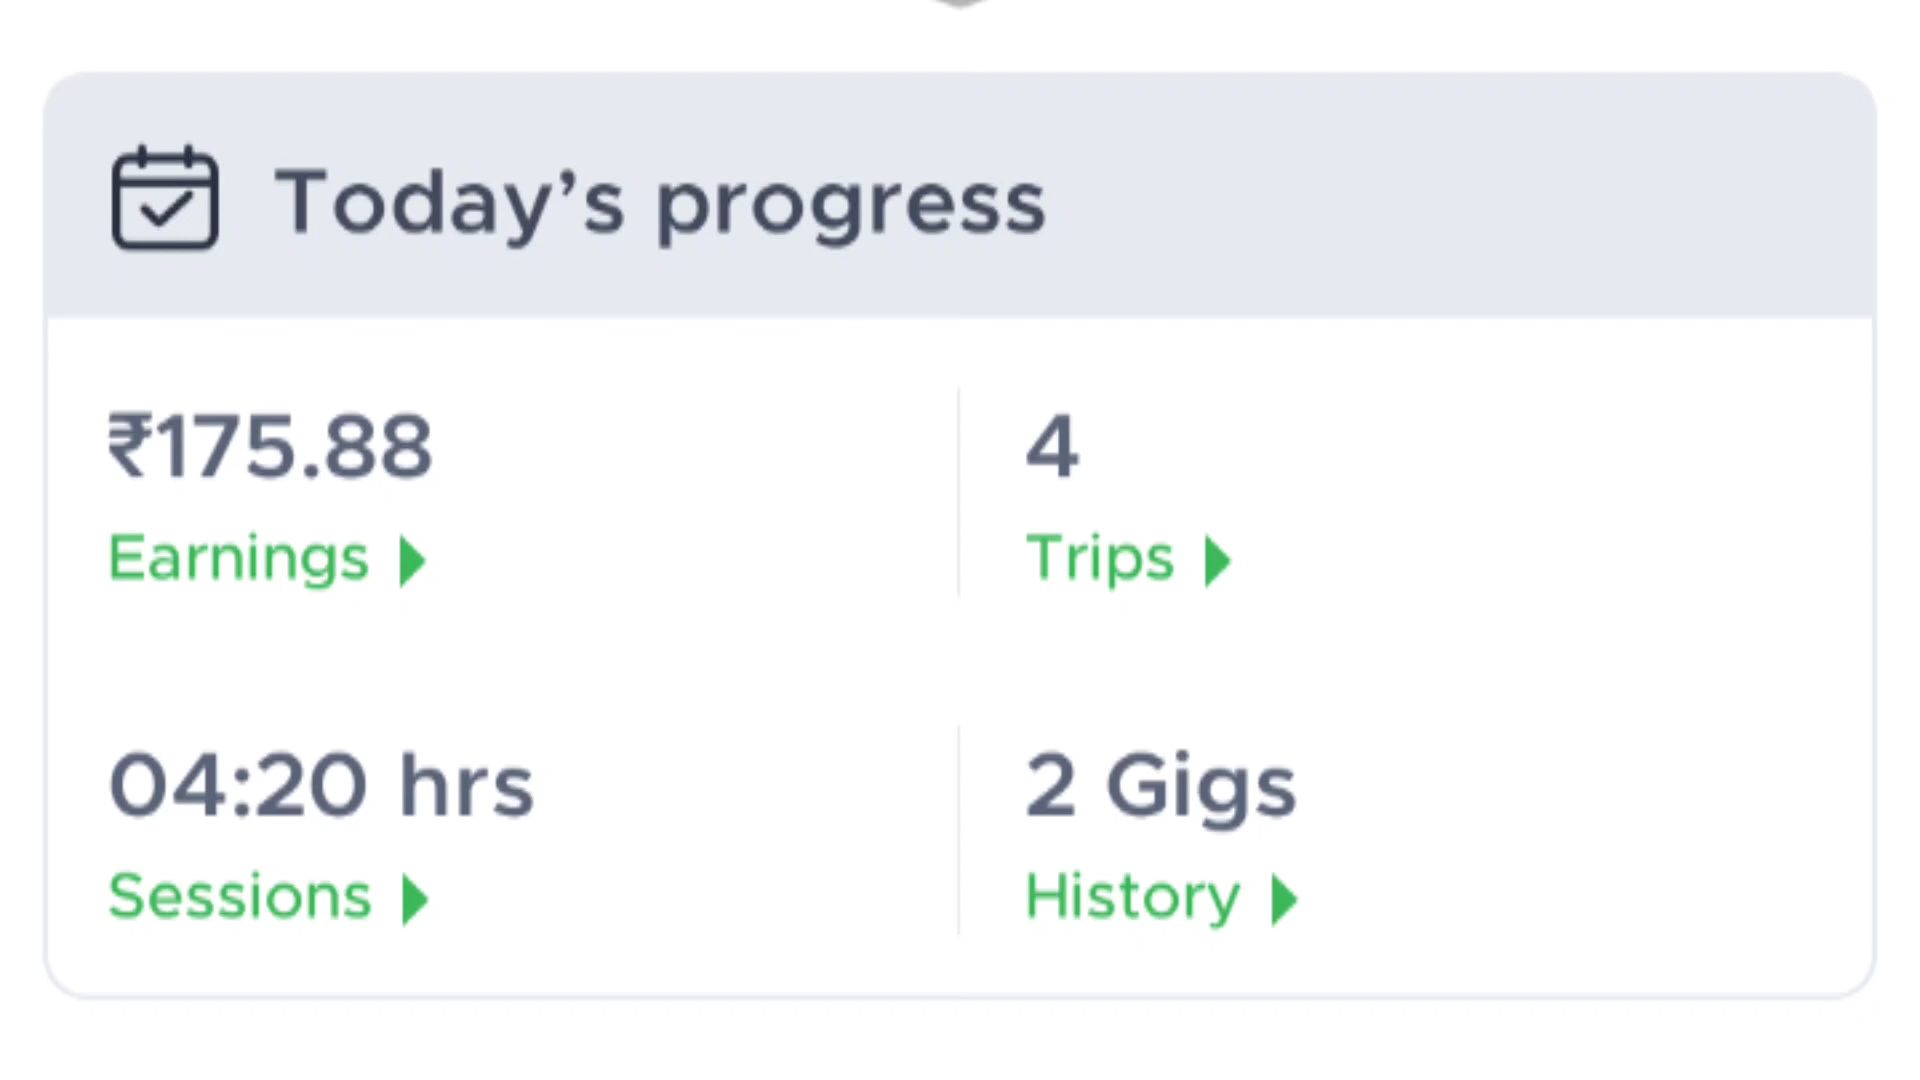 Today’s progress
₹175.88
Earnings
4
Trips
04:20 hrs
Sessions
2 Gigs
History